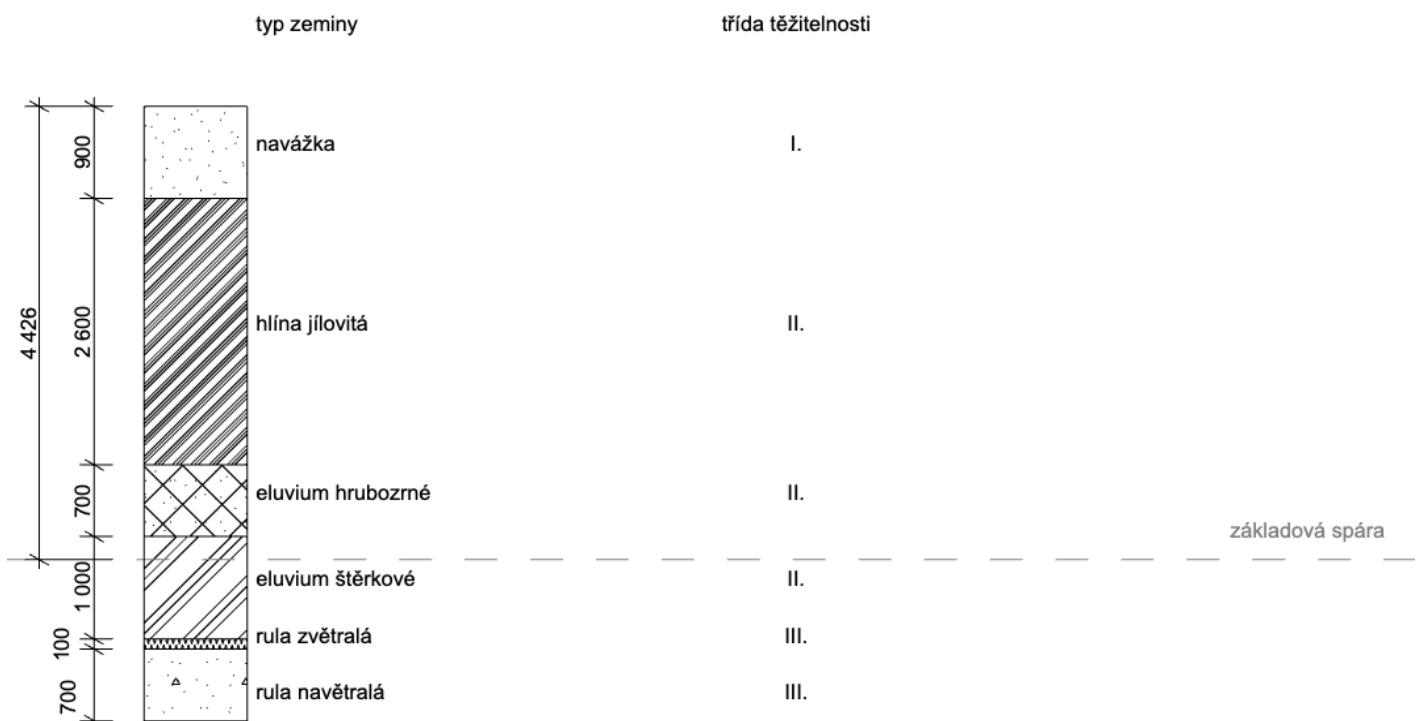 typ zeminy třída těžitelnosti
900 navážka I.
4 426 2 600 hlína jílovitá II.
700 eluvium hrubozrné II.
základová spára
1 000 eluvium štěrkové II.
100 rula zvětralá III.
700 rula navětralá III.